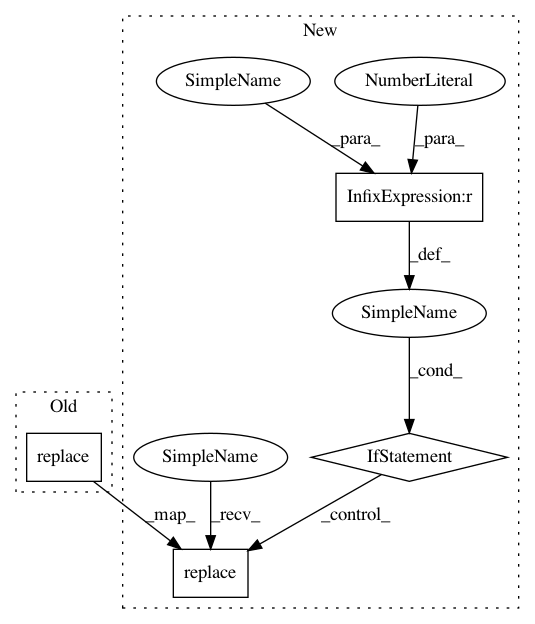 New
SimpleName
NumberLiteral
_para_
_para_
InfixExpression:r
_def_
SimpleName
_cond_
Old
replace
SimpleName
IfStatement
_map_
_recv_
_control_
replace